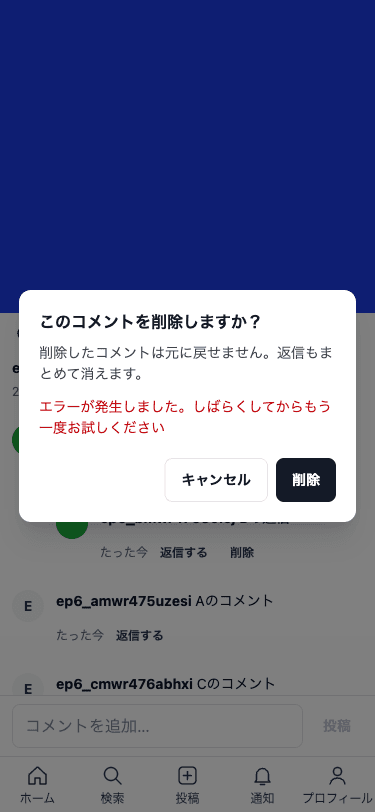 このコメントを削除しますか？
削除したコメントは元に戻せません。返信もま
とめて消えます。
エラーが発生しました。しばらくしてからもう
一度お試しください
キャンセル
削除
たった今 返信する 削除
E
ep6_amwr475uzesi Aのコメント
たった今 返信する
E
ep6_cmwr476abhxi Cのコメント
コメントを追加...
投稿
ホーム
検索
投稿
通知
プロフィール